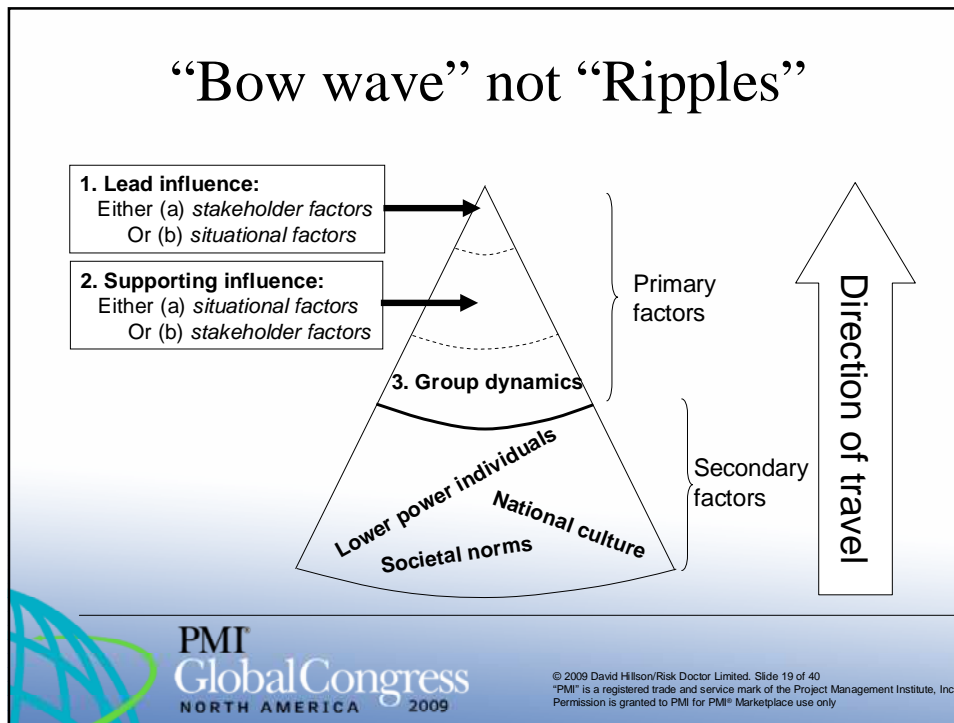 “Bow wave” not “Ripples”
1. Lead influence:
Either (a) stakeholder factors
Or (b) situational factors
2. Supporting influence:
Either (a) situational factors
Or (b) stakeholder factors
3. Group dynamics
Primary
factors
Lower power individuals
National culture
Societal norms
Secondary
factors
Direction of travel
PMI®
Global Congress
NORTH AMERICA 2009
© 2009 David Hillson/Risk Doctor Limited. Slide 19 of 40
“PMI” is a registered trade and service mark of the Project Management Institute, Inc
Permission is granted to PMI for PMI® Marketplace use only